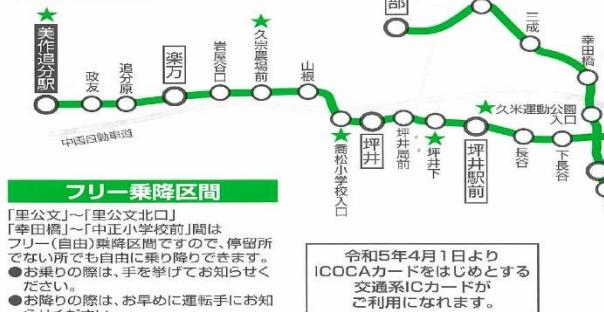 美作追分駅
政友
追分原
楽万
岩屋谷口
久宗農場前
山根
喬松小学校入口
坪井
坪井局前
坪井下
坪井駅前
久米運動公園
入口
長谷
下長谷
部
三成
幸田橋
中国自動車道
フリー乗降区間
「里公文」~「里公文北口」
「幸田橋」~「中正小学校前」間は
フリー(自由)乗降区間ですので、停留所
でない所でも自由に乗り降りできます。
●お乗りの際は、手を挙げてお知らせく
ださい。
●お降りの際は、お早めに運転手にお知
らせください
令和5年4月1日より
ICOCAカードをはじめとする
交通系ICカードが
ご利用になれます。